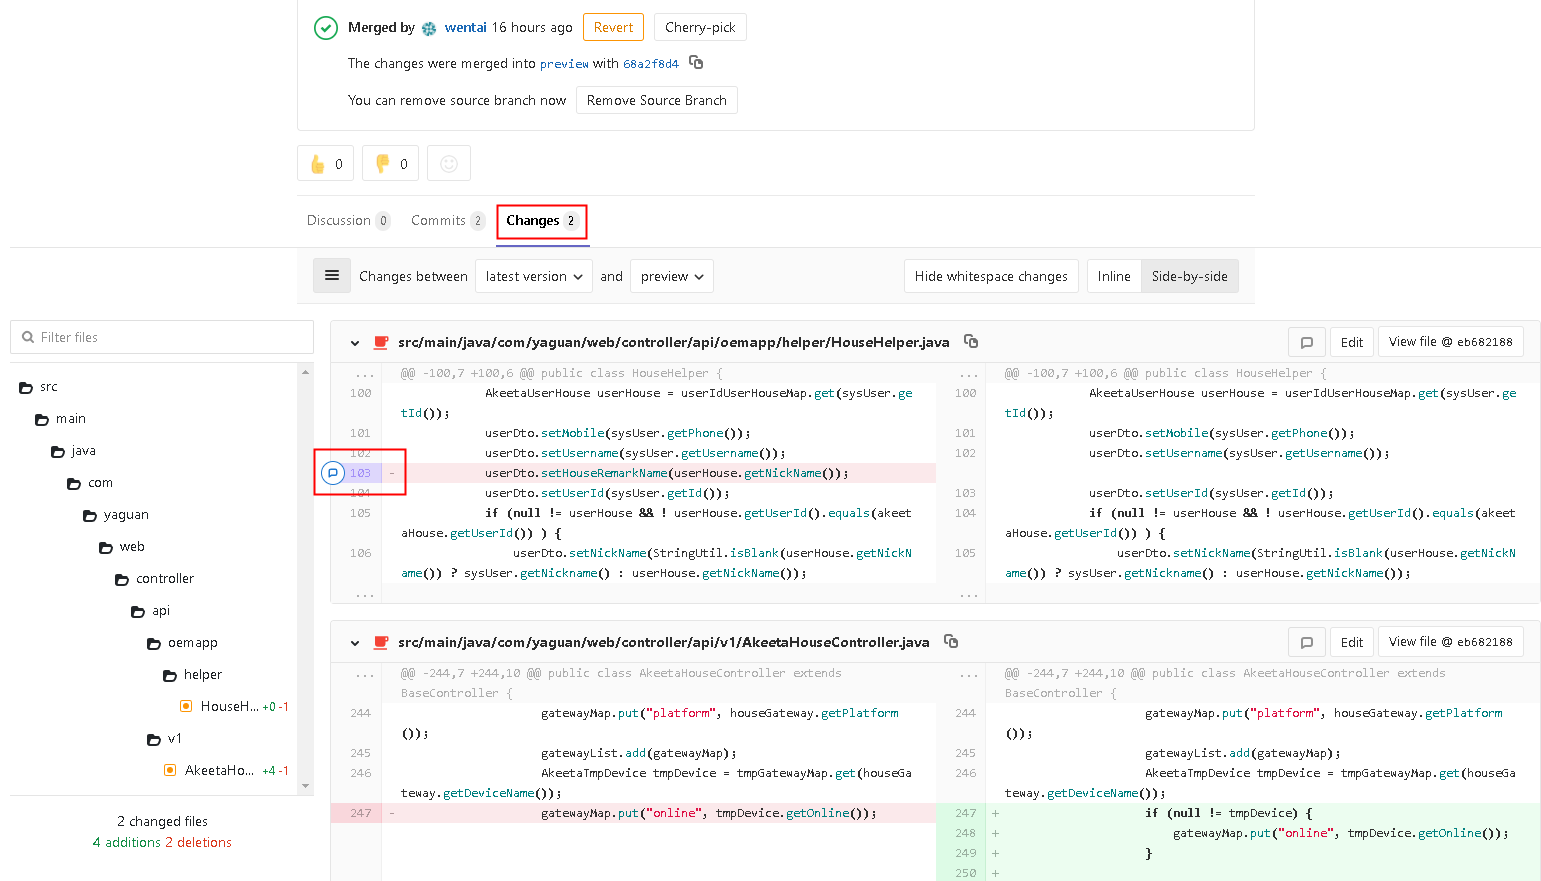 Merged by wentai 16 hours ago Revert Cherry-pick
The changes were merged into preview with 68a2f8d4
You can remove source branch now Remove Source Branch
0 0
Discussion 0 Commits 2 Changes 2
Changes between latest version and preview Hide whitespace changes Inline Side-by-side
Filter files
src
main
java
com
yaguan
web
controller
api
oemapp
helper
HouseH... +0 -1
v1
AkeetaHo... +4 -1
2 changed files
4 additions 2 deletions
src/main/java/com/yaguan/web/controller/api/oemapp/helper/HouseHelper.java Edit View file @ eb682188
... @@ -100,7 +100,6 @@ public class HouseHelper {
100 AkeetaUserHouse userHouse = userIdUserHouseMap.get(sysUser.ge
tId());
101 userDto.setMobile(sysUser.getPhone());
102 userDto.setUsername(sysUser.getUsername());
103 - userDto.setHouseRemarkName(userHouse.getNickName());
104 userDto.setUserId(sysUser.getId());
105 if (null != userHouse && ! userHouse.getUserId().equals(akeet
aHouse.getUserId()) ) {
106 userDto.setNickName(StringUtil.isBlank(userHouse.getNickN
ame()) ? sysUser.getNickname() : userHouse.getNickName());
...
... @@ -100,7 +100,6 @@ public class HouseHelper {
100 AkeetaUserHouse userHouse = userIdUserHouseMap.get(sysUser.ge
tId());
101 userDto.setMobile(sysUser.getPhone());
102 userDto.setUsername(sysUser.getUsername());
103 userDto.setUserId(sysUser.getId());
104 if (null != userHouse && ! userHouse.getUserId().equals(akeet
aHouse.getUserId()) ) {
105 userDto.setNickName(StringUtil.isBlank(userHouse.getNickN
ame()) ? sysUser.getNickname() : userHouse.getNickName());
...
src/main/java/com/yaguan/web/controller/api/v1/AkeetaHouseController.java Edit View file @ eb682188
... @@ -244,7 +244,10 @@ public class AkeetaHouseController extends
BaseController {
244 gatewayMap.put("platform", houseGateway.getPlatform
());
245 gatewayList.add(gatewayMap);
246 AkeetaTmpDevice tmpDevice = tmpGatewayMap.get(houseGa
teway.getDeviceName());
247 - gatewayMap.put("online", tmpDevice.getOnline());
... @@ -244,7 +244,10 @@ public class AkeetaHouseController extends
BaseController {
244 gatewayMap.put("platform", houseGateway.getPlatform
());
245 gatewayList.add(gatewayMap);
246 AkeetaTmpDevice tmpDevice = tmpGatewayMap.get(houseGa
teway.getDeviceName());
247 + if (null != tmpDevice) {
248 + gatewayMap.put("online", tmpDevice.getOnline());
249 + }
250 +